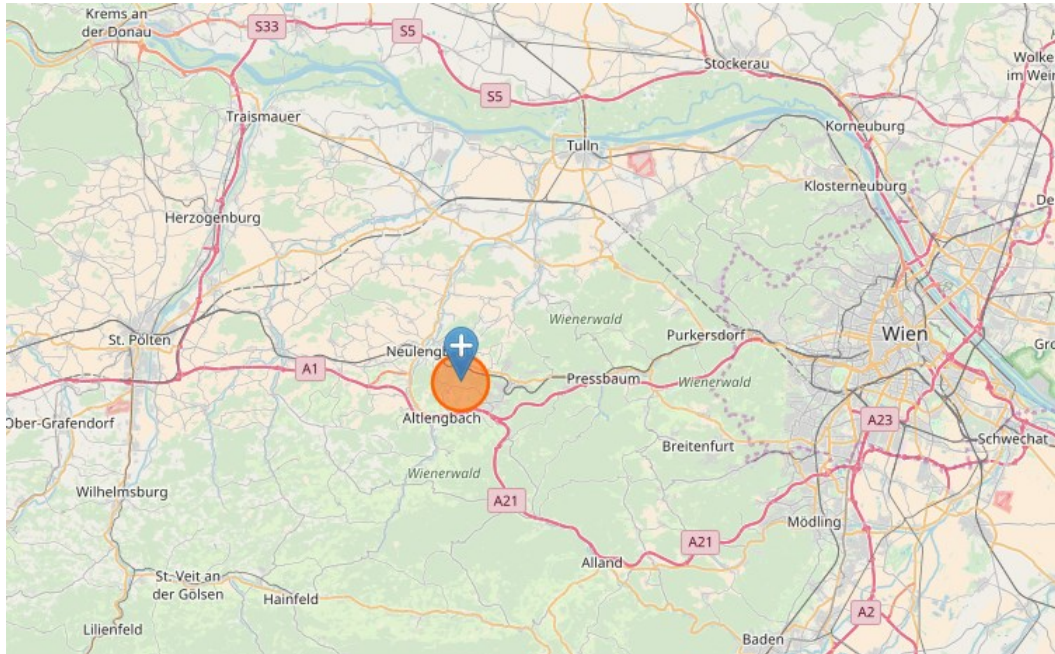 Krems an
der Donau
S33
S5
Stockerau
Wolke
im Wein
S5
Traismauer
Korneuburg
Tulln
Klosterneuburg
De
Herzogenburg
Wienerwald
Purkersdorf
Wien
St. Pölten
Neulengb
Gro
A1
Pressbaum
Wienerwald
Altlengbach
A23
Ober-Grafendorf
Breitenfurt
Schwechat
Wienerwald
Wilhelmsburg
A21
Mödling
A21
Alland
St. Veit an
der Gölsen
Hainfeld
A2
Lilienfeld
Baden